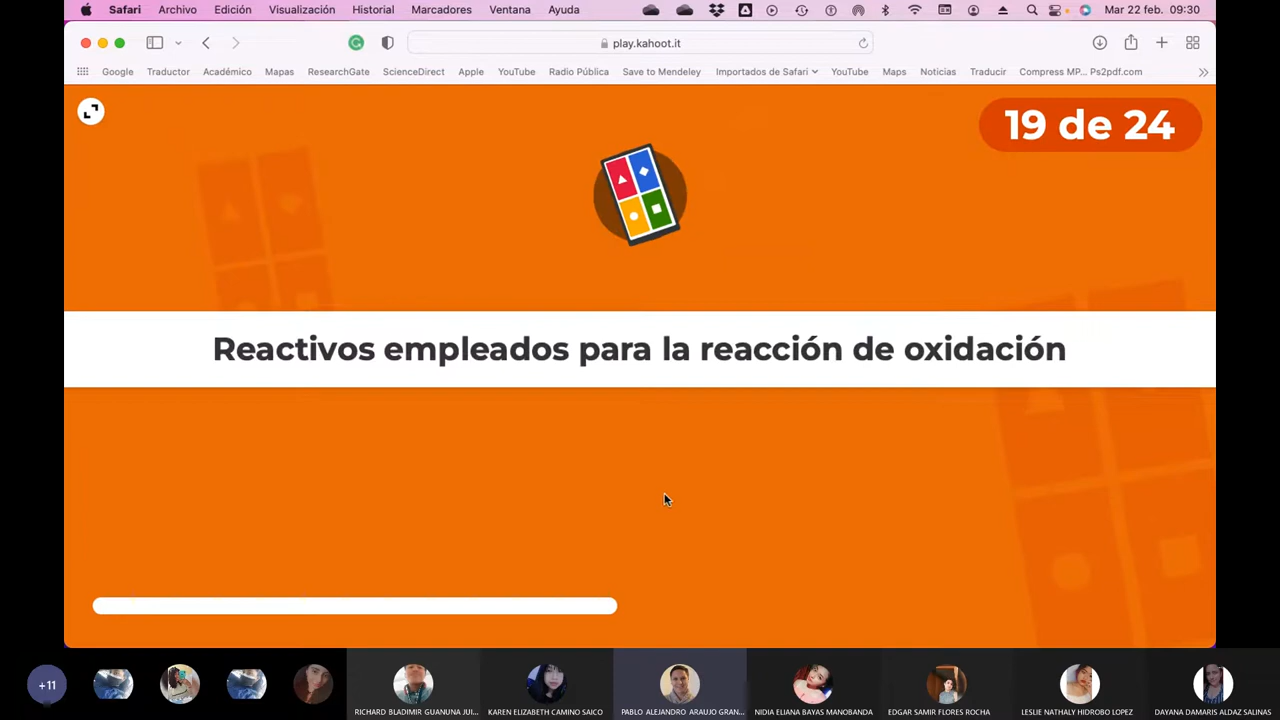 Safari Archivo Edición Visualización Historial Marcadores Ventana Ayuda Mar 22 feb. 09:30
play.kahoot.it
Google Traductor Académico Mapas ResearchGate ScienceDirect Apple YouTube Radio Pública Save to Mendeley Importados de Safari YouTube Maps Noticias Traducir Compress MP... Ps2pdf.com
19 de 24
Reactivos empleados para la reacción de oxidación
+11
RICHARD BLADIMIR GUANUNA JUI... KAREN ELIZABETH CAMINO SAICO PABLO ALEJANDRO ARAUJO GRAN... NIDIA ELIANA BAYAS MANOBANDA EDGAR SAMIR FLORES ROCHA LESLIE NATHALY HIDROBO LOPEZ DAYANA DAMARIS ALDAZ SALINAS